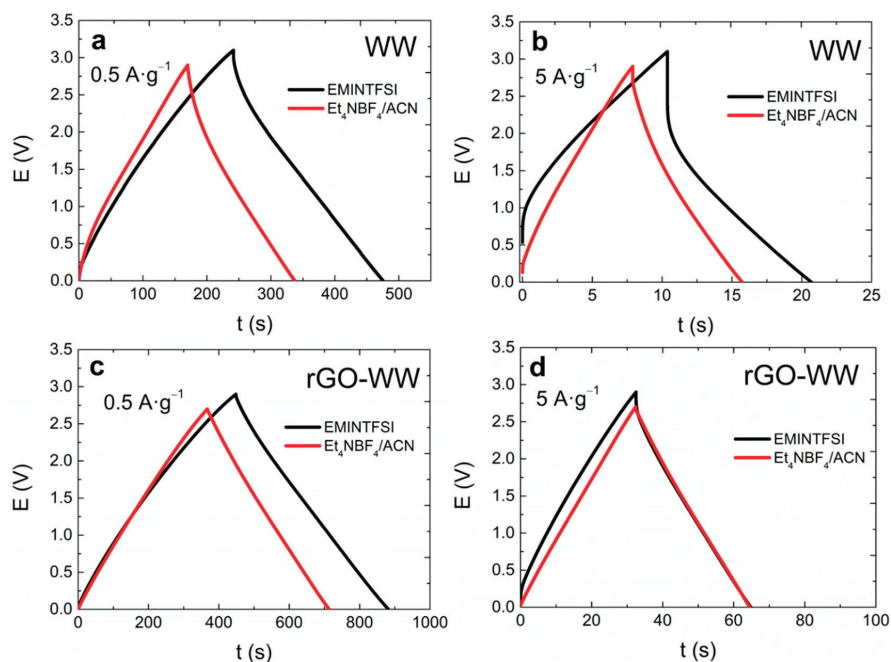 a
WW
0.5 A·g⁻¹
EMINTFSI
Et₄NBF₄/ACN
E (V)
3.5
3.0
2.5
2.0
1.5
1.0
0.5
0.0
0 100 200 300 400 500
t (s)
b
WW
5 A·g⁻¹
EMINTFSI
Et₄NBF₄/ACN
E (V)
3.5
3.0
2.5
2.0
1.5
1.0
0.5
0.0
0 5 10 15 20 25
t (s)
c
rGO-WW
0.5 A·g⁻¹
EMINTFSI
Et₄NBF₄/ACN
E (V)
3.5
3.0
2.5
2.0
1.5
1.0
0.5
0.0
0 200 400 600 800 1000
t (s)
d
rGO-WW
5 A·g⁻¹
EMINTFSI
Et₄NBF₄/ACN
E (V)
3.5
3.0
2.5
2.0
1.5
1.0
0.5
0.0
0 20 40 60 80 100
t (s)